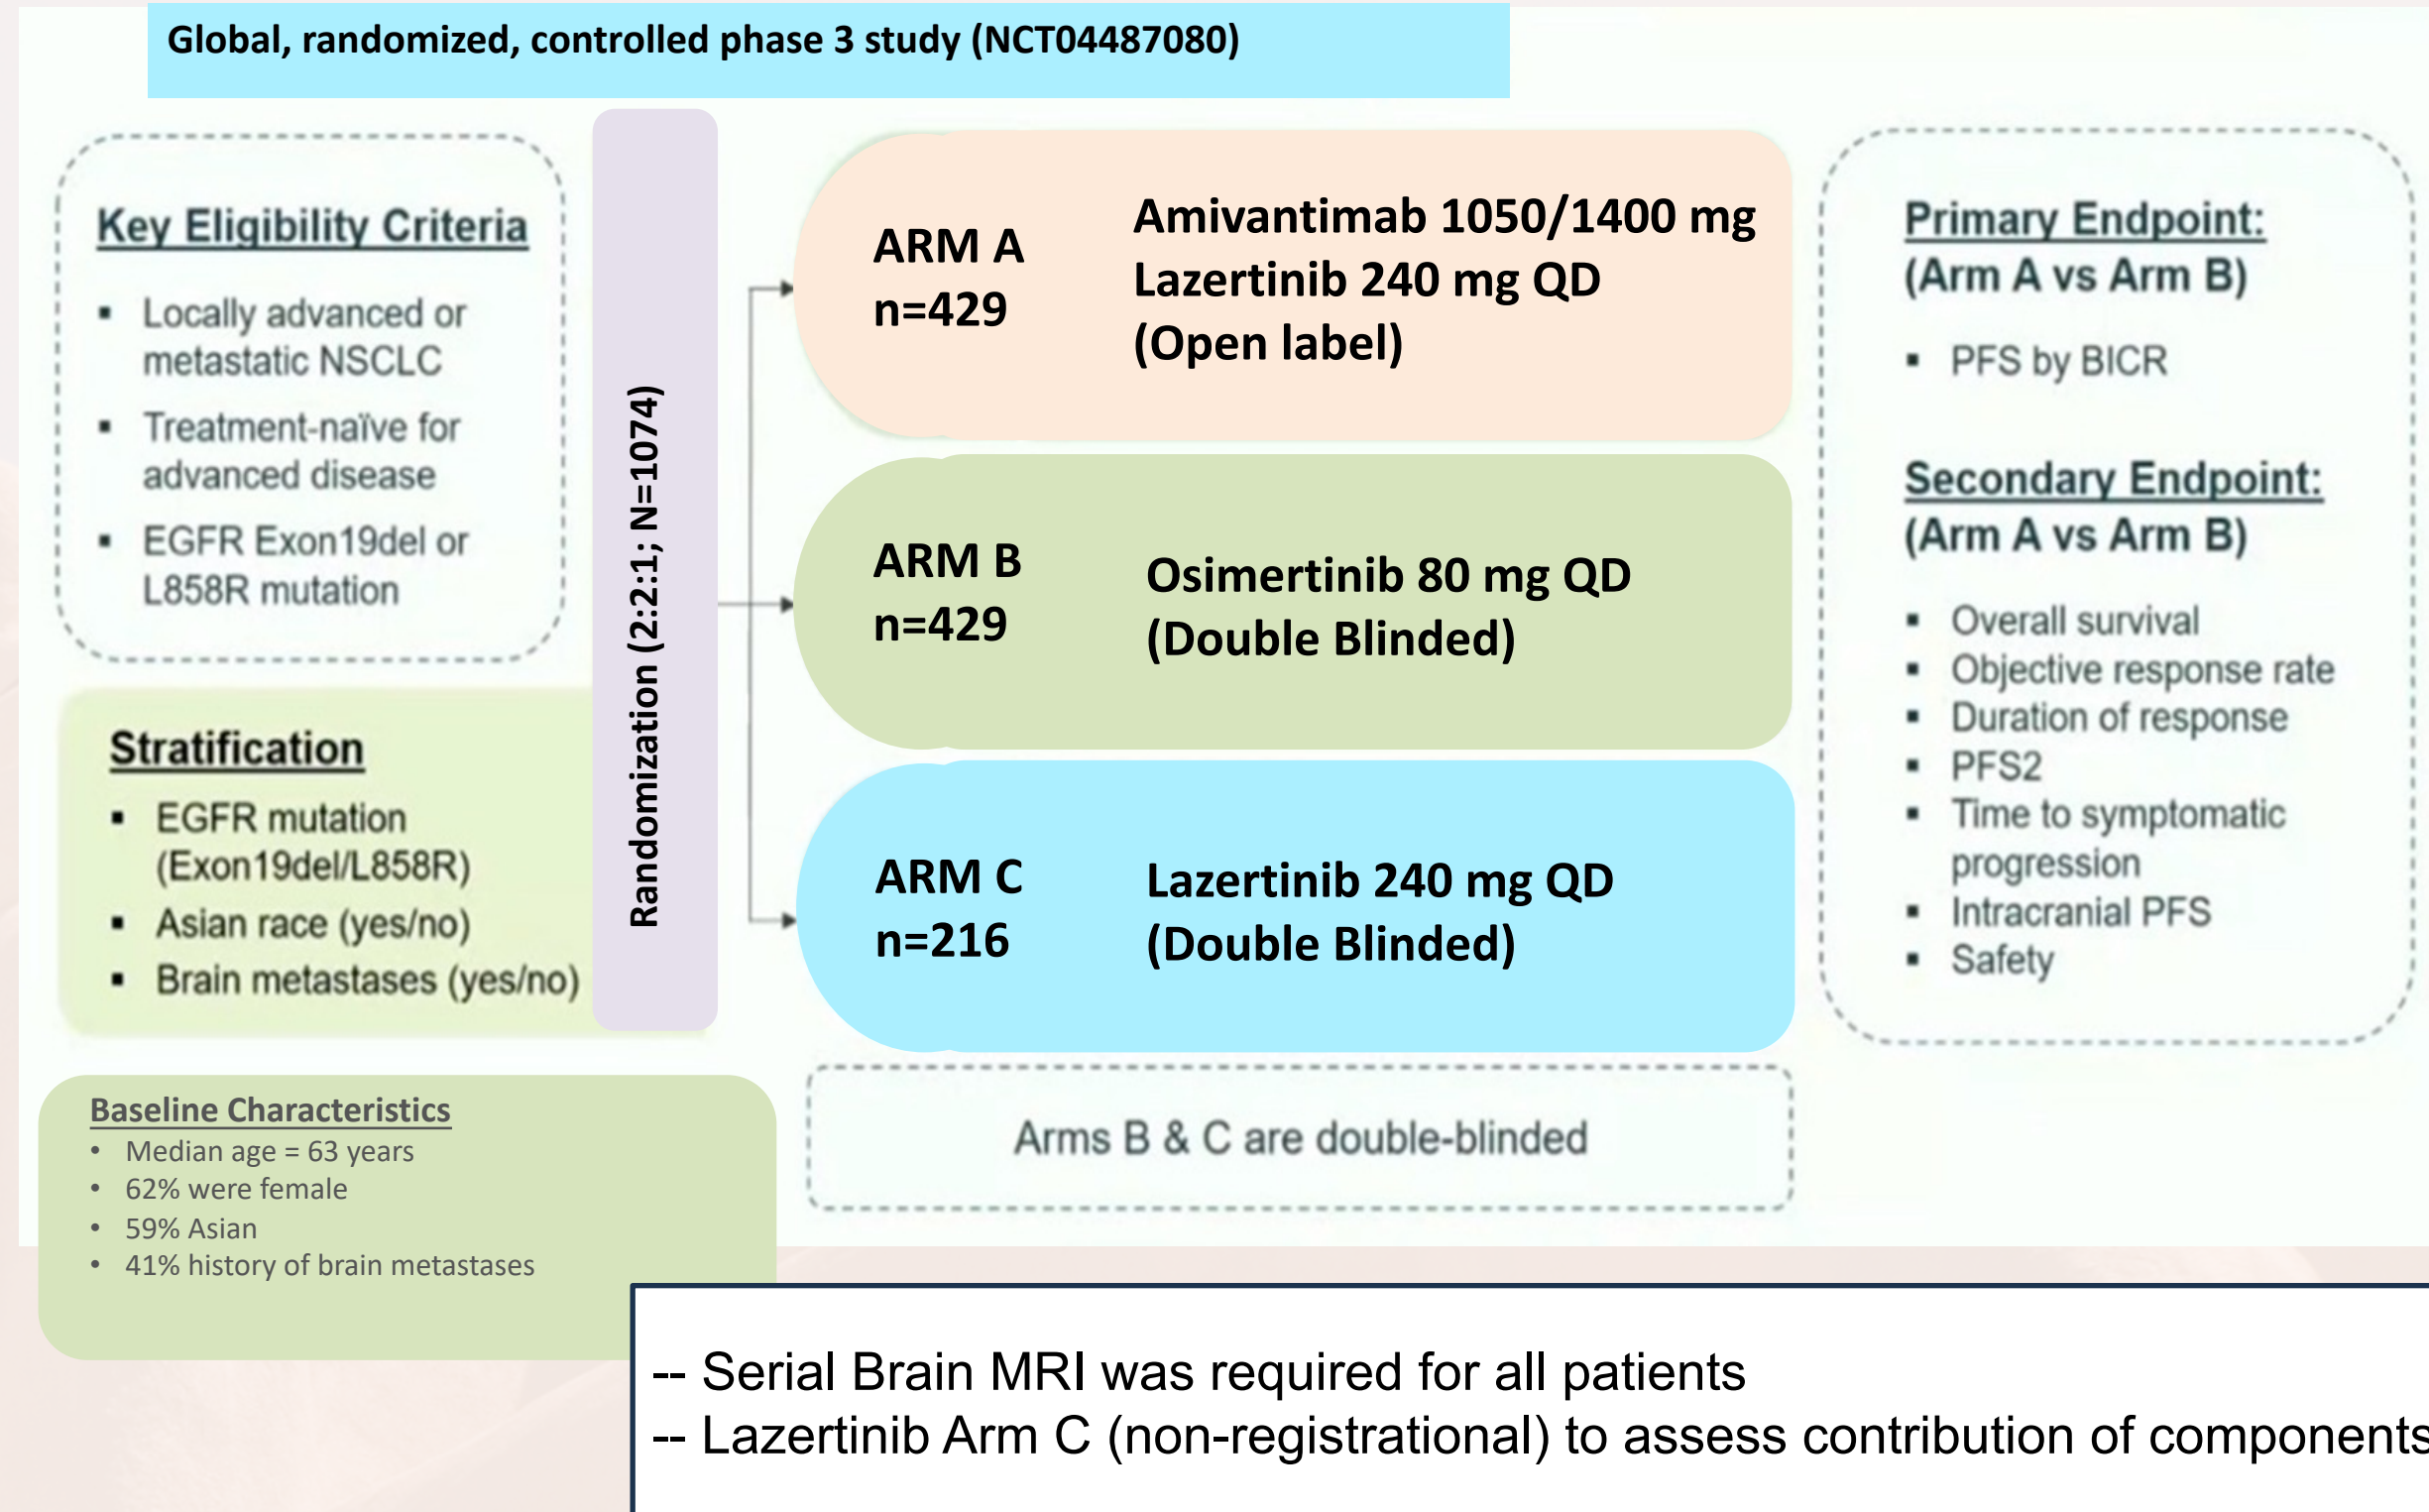 Global, randomized, controlled phase 3 study (NCT04487080)
Key Eligibility Criteria
▪ Locally advanced or
metastatic NSCLC
▪ Treatment-naïve for
advanced disease
▪ EGFR Exon19del or
L858R mutation
Stratification
▪ EGFR mutation
(Exon19del/L858R)
▪ Asian race (yes/no)
▪ Brain metastases (yes/no)
Baseline Characteristics
• Median age = 63 years
• 62% were female
• 59% Asian
• 41% history of brain metastases
Randomization (2:2:1; N=1074)
ARM A
n=429
Amivantimab 1050/1400 mg
Lazertinib 240 mg QD
(Open label)
ARM B
n=429
Osimertinib 80 mg QD
(Double Blinded)
ARM C
n=216
Lazertinib 240 mg QD
(Double Blinded)
Arms B & C are double-blinded
Primary Endpoint:
(Arm A vs Arm B)
▪ PFS by BICR
Secondary Endpoint:
(Arm A vs Arm B)
▪ Overall survival
▪ Objective response rate
▪ Duration of response
▪ PFS2
▪ Time to symptomatic
progression
▪ Intracranial PFS
▪ Safety
-- Serial Brain MRI was required for all patients
-- Lazertinib Arm C (non-registrational) to assess contribution of components